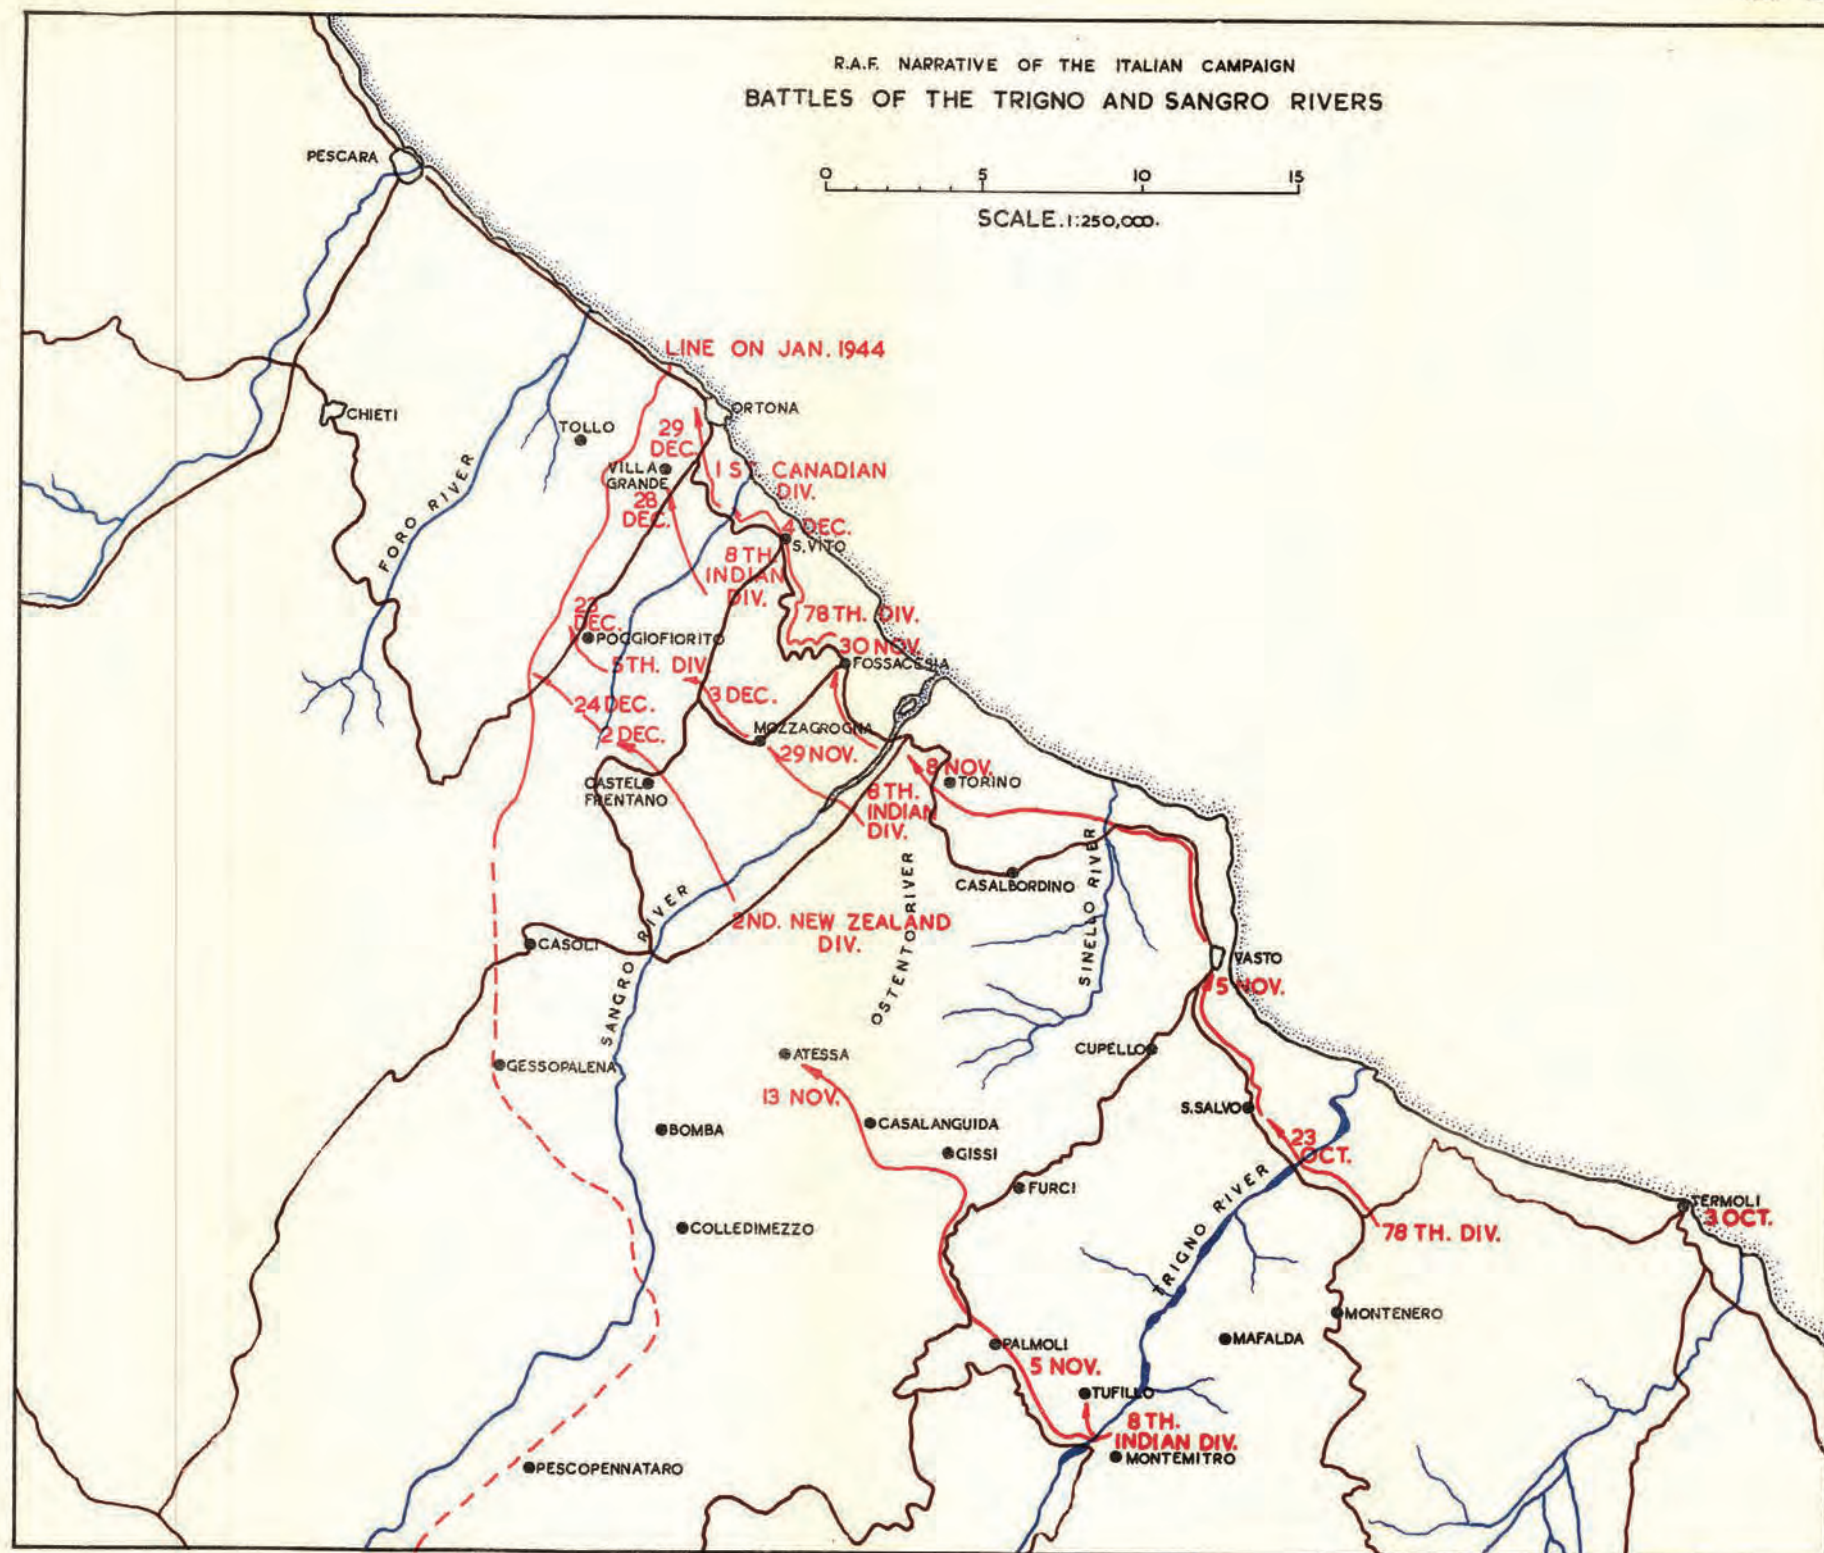 R.A.F. NARRATIVE OF THE ITALIAN CAMPAIGN
BATTLES OF THE TRIGNO AND SANGRO RIVERS
0 5 10 15
SCALE.1:250,000.
PESCARA
LINE ON JAN. 1944
CHIETI
ORTONA
TOLLO
29
DEC.
VILLA
GRANDE
1 ST. CANADIAN
DIV.
28
DEC.
4 DEC.
S.VITO
FORO RIVER
8 TH.
INDIAN
DIV.
23
DEC.
78 TH. DIV.
POGGIOFIORITO
30 NOV.
FOSSACESIA
5TH. DIV.
3 DEC.
24 DEC.
2 DEC.
MOZZAGROGNA
29 NOV.
8 NOV.
TORINO
CASTEL
FRENTANO
8 TH.
INDIAN
DIV.
CASALBORDINO
SINELLO RIVER
OSTENTO RIVER
2ND. NEW ZEALAND
DIV.
CASOLI
SANGRO RIVER
VASTO
5 NOV.
CUPELLO
ATESSA
GESSOPALENA
13 NOV.
S.SALVO
BOMBA
CASALANGUIDA
GISSI
23
OCT.
FURCI
TRIGNO RIVER
TERMOLI
3 OCT.
COLLEDIMEZZO
78 TH. DIV.
MONTENERO
MAFALDA
PALMOLI
5 NOV.
TUFILLO
8 TH.
INDIAN DIV.
MONTEMITRO
PESCOPENNATARO